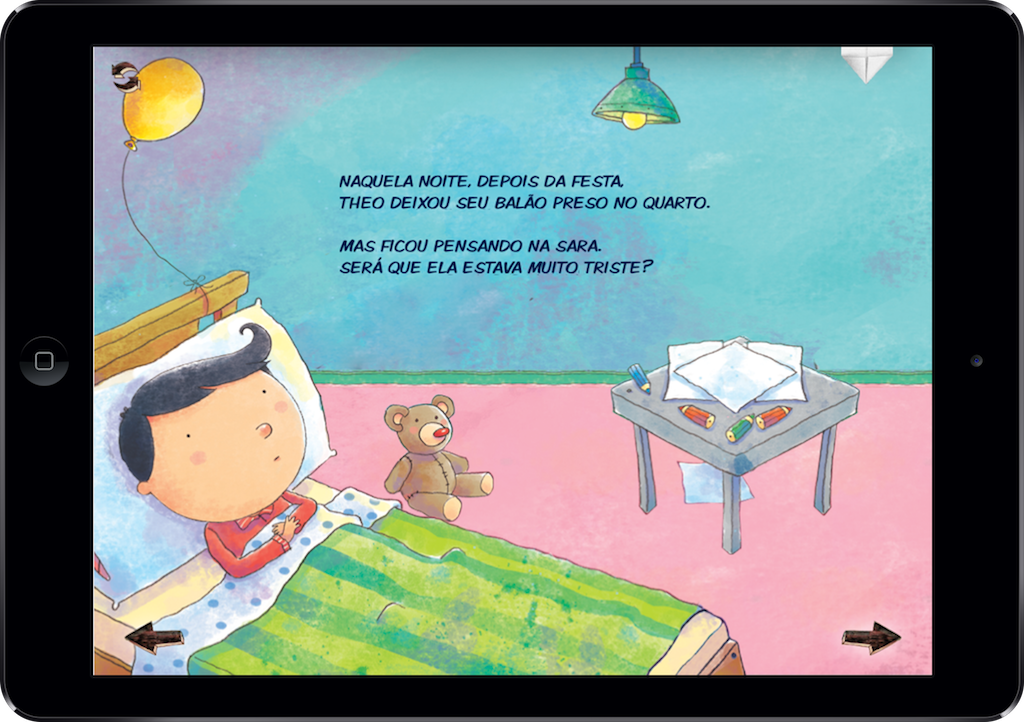 NAQUELA NOITE, DEPOIS DA FESTA,
THEO DEIXOU SEU BALÃO PRESO NO QUARTO.
MAS FICOU PENSANDO NA SARA.
SERÁ QUE ELA ESTAVA MUITO TRISTE?